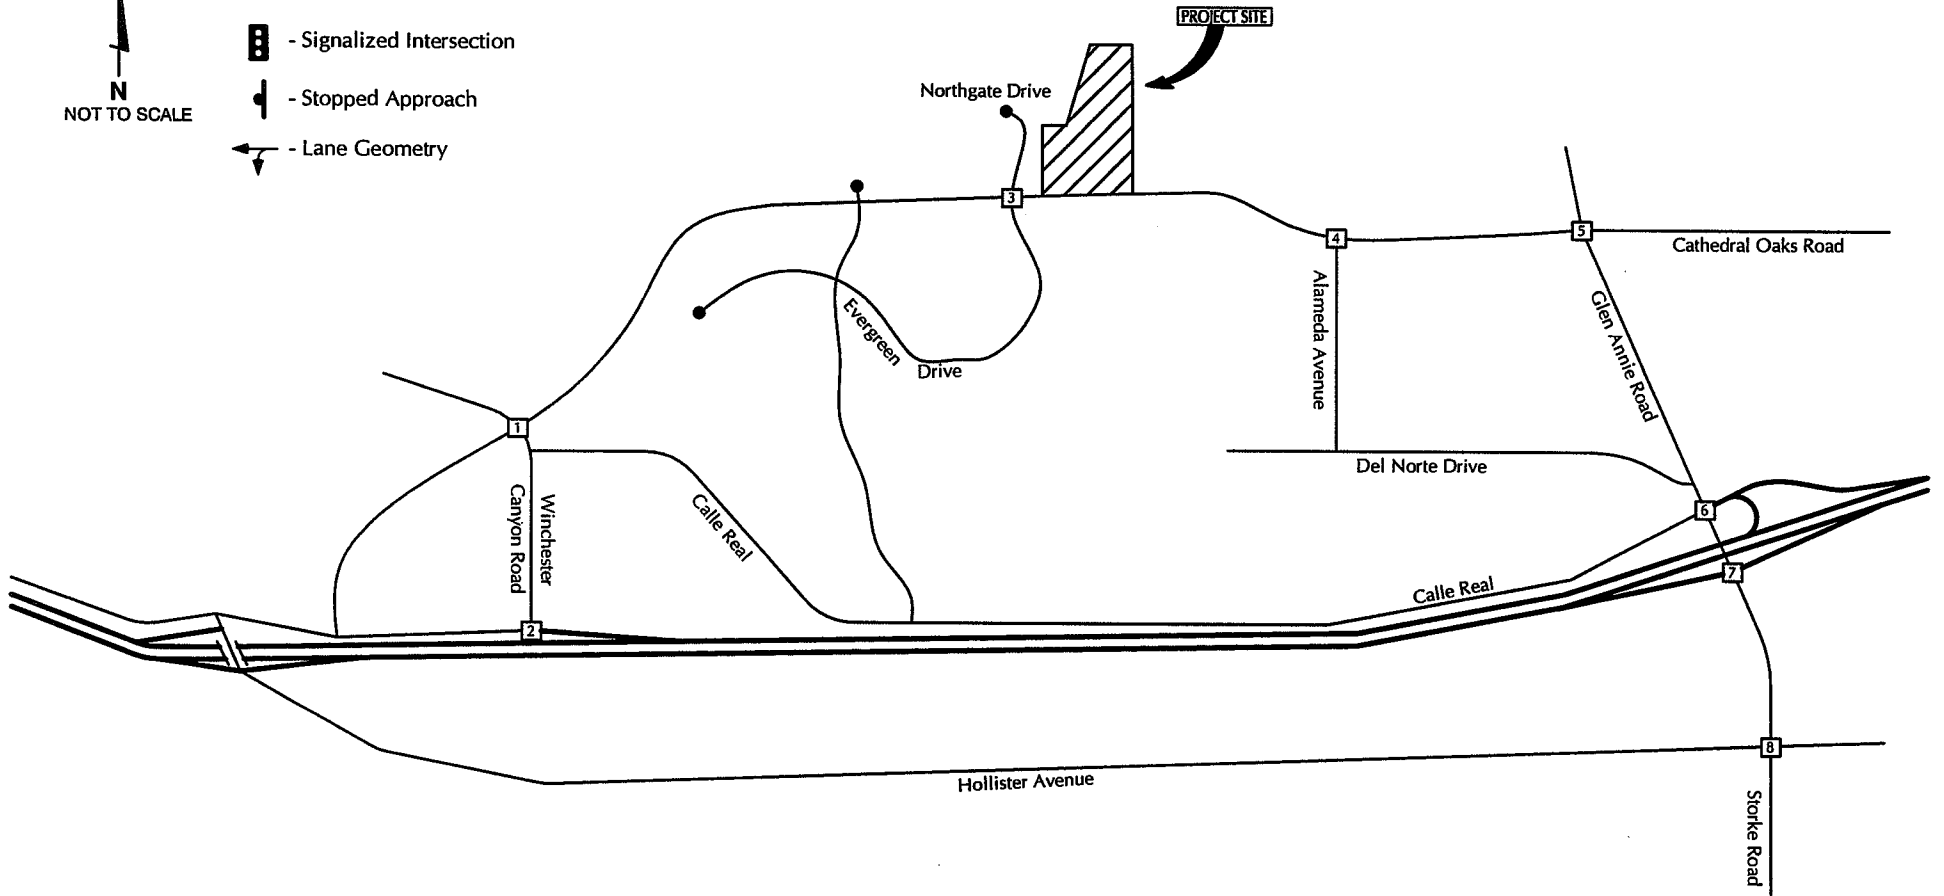 PROJECT SITE
- Signalized Intersection
- Stopped Approach
- Lane Geometry
N
NOT TO SCALE
Northgate Drive
3
4
5
Cathedral Oaks Road
Alameda Avenue
Glen Annie Road
Evergreen
Drive
1
Winchester
Canyon Road
Calle Real
Del Norte Drive
6
7
Calle Real
2
8
Hollister Avenue
Storke Road